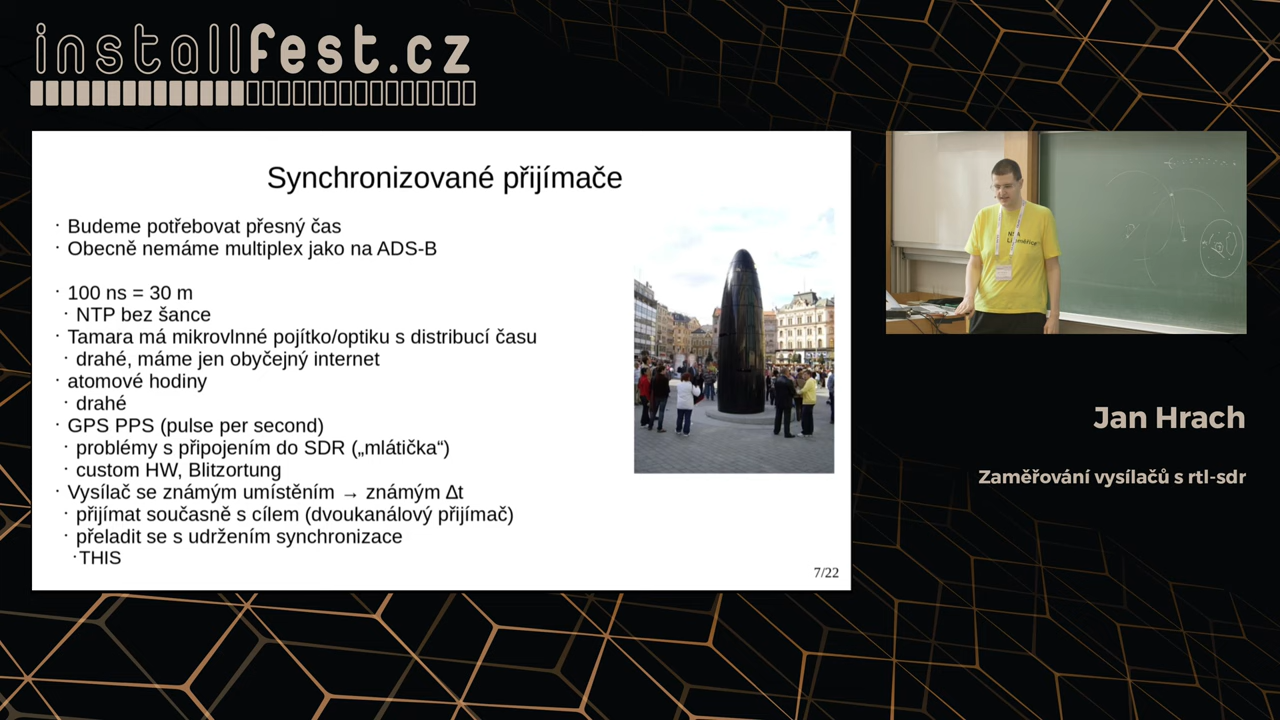 installfest.cz
Synchronizované přijímače
· Budeme potřebovat přesný čas
· Obecně nemáme multiplex jako na ADS-B
· 100 ns = 30 m
· NTP bez šance
· Tamara má mikrovlnné pojítko/optiku s distribucí času
· drahé, máme jen obyčejný internet
· atomové hodiny
· drahé
· GPS PPS (pulse per second)
· problémy s připojením do SDR („mlátička“)
· custom HW, Blitzortung
· Vysílač se známým umístěním → známým Δt
· přijímat současně s cílem (dvoukanálový přijímač)
· přeladit se s udržením synchronizace
· THIS
7/22
Jan Hrach
Zaměřování vysílačů s rtl-sdr